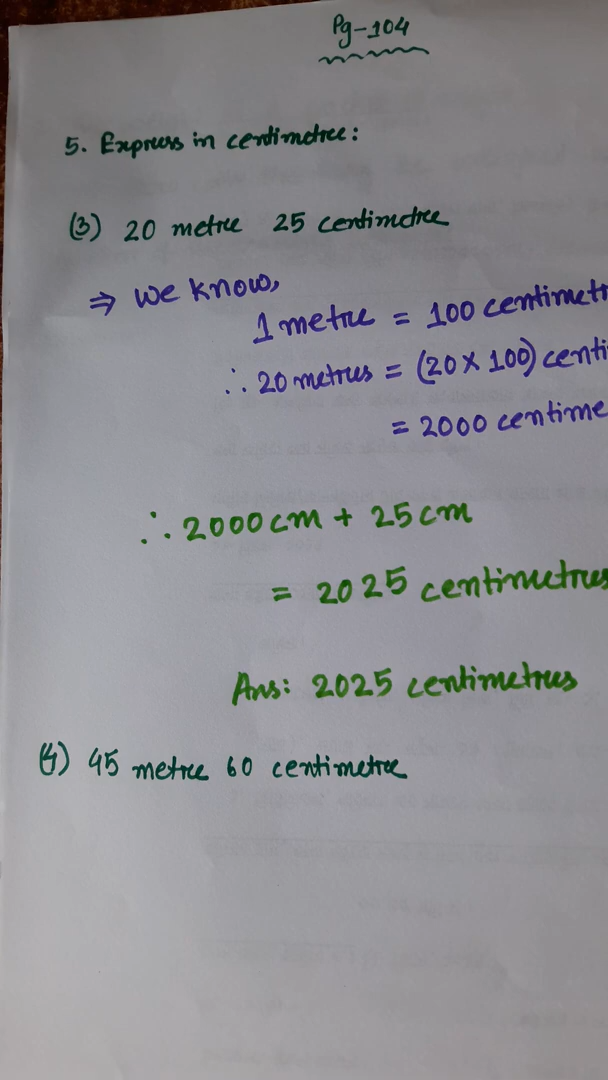 Pg-104
5. Express in centimetre:
(3) 20 metre 25 centimetre
⇒ We know,
1 metre = 100 centimetr
∴ 20 metres = (20 × 100) centi
= 2000 centime
∴ 2000 cm + 25 cm
= 2025 centimetres
Ans: 2025 centimetres
(4) 45 metre 60 centimetre